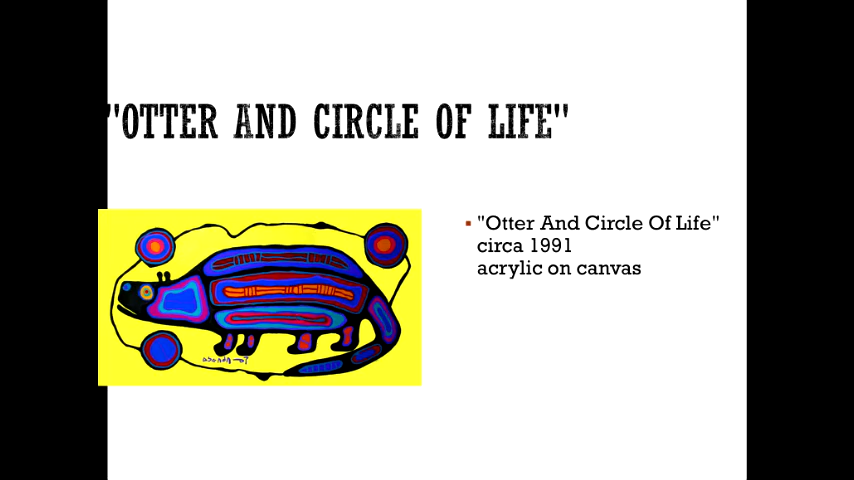 "OTTER AND CIRCLE OF LIFE"
"Otter And Circle Of Life"
circa 1991
acrylic on canvas